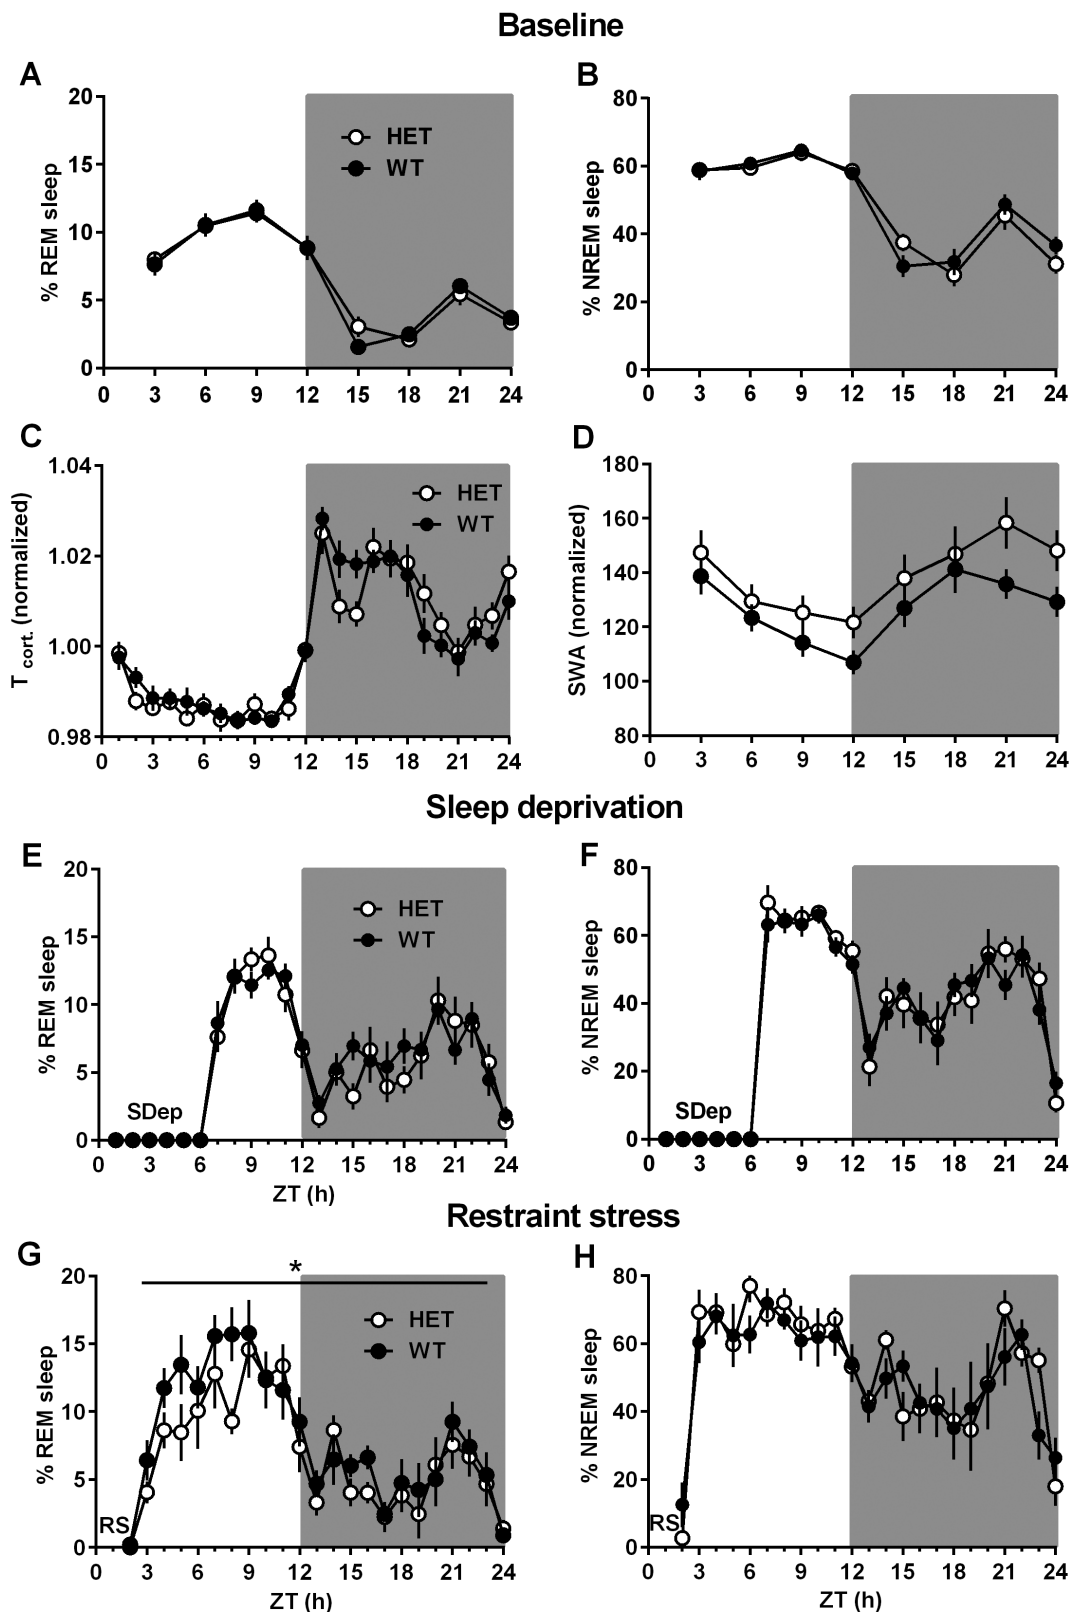 Baseline
A
B
20
15
10
5
0
% REM sleep
HET
WT
0 3 6 9 12 15 18 21 24
80
60
40
20
0
% NREM sleep
0 3 6 9 12 15 18 21 24
C
D
1.04
1.02
1.00
0.98
T cort. (normalized)
HET
WT
0 3 6 9 12 15 18 21 24
180
160
140
120
100
80
SWA (normalized)
0 3 6 9 12 15 18 21 24
Sleep deprivation
E
F
20
15
10
5
0
% REM sleep
HET
WT
SDep
0 3 6 9 12 15 18 21 24
ZT (h)
80
60
40
20
0
% NREM sleep
SDep
0 3 6 9 12 15 18 21 24
Restraint stress
G
H
*
20
15
10
5
0
% REM sleep
HET
WT
RS
0 3 6 9 12 15 18 21 24
ZT (h)
80
60
40
20
0
% NREM sleep
RS
0 3 6 9 12 15 18 21 24
ZT (h)